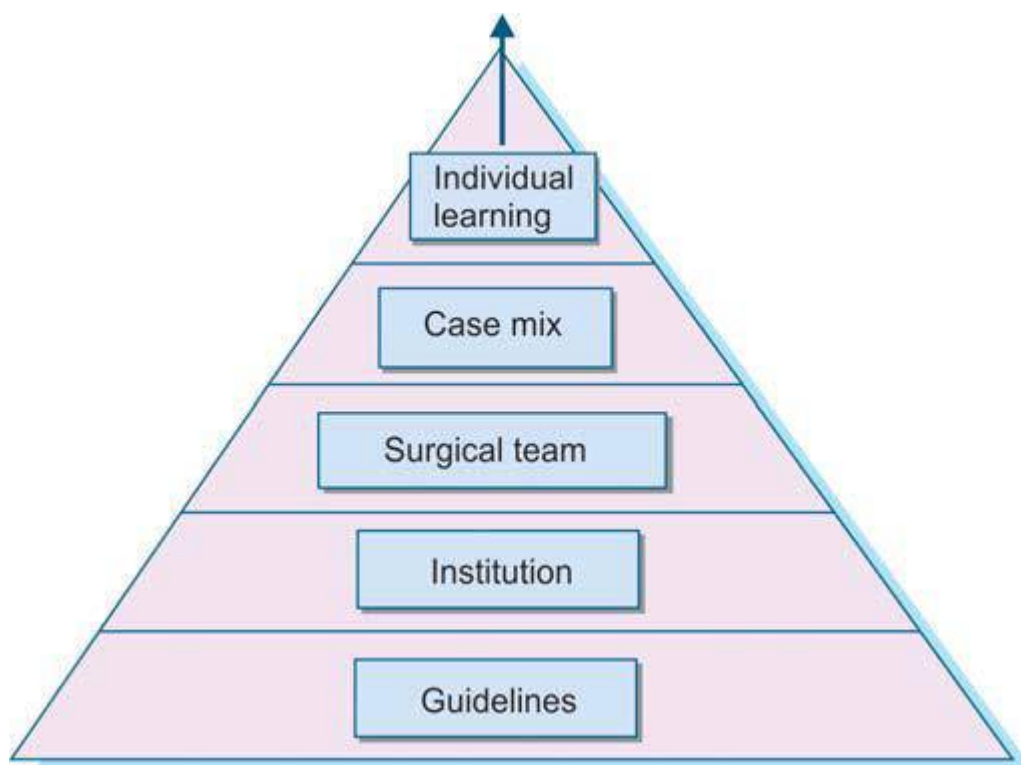 Individual
learning
Case mix
Surgical team
Institution
Guidelines